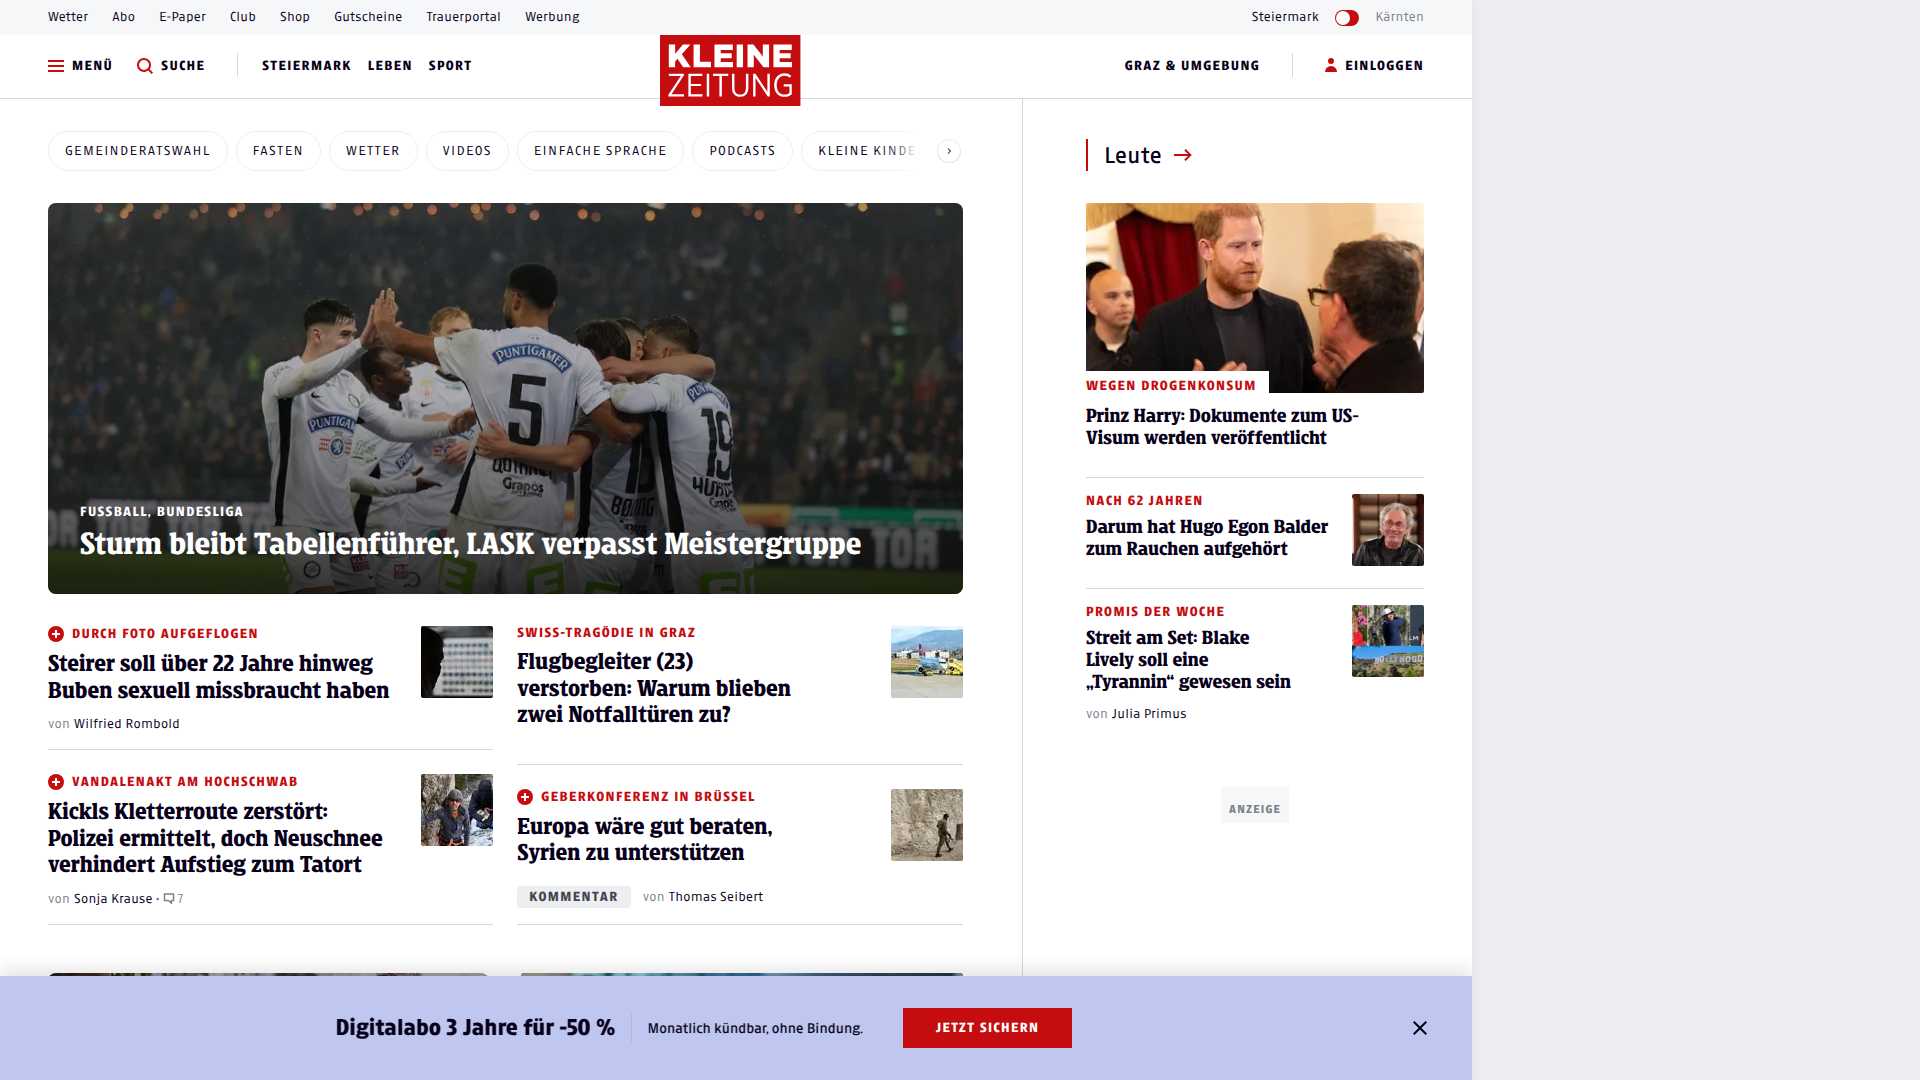 Wetter Abo E-Paper Club Shop Gutscheine Trauerportal Werbung Steiermark Kärnten
MENÜ SUCHE STEIERMARK LEBEN SPORT KLEINE ZEITUNG GRAZ & UMGEBUNG EINLOGGEN
GEMEINDERATSWAHL FASTEN WETTER VIDEOS EINFACHE SPRACHE PODCASTS KLEINE KINDE
PUNTIGAMER
5
19
Grapos
TOR
FUSSBALL, BUNDESLIGA
Sturm bleibt Tabellenführer, LASK verpasst Meistergruppe
DURCH FOTO AUFGEFLOGEN
Steirer soll über 22 Jahre hinweg
Buben sexuell missbraucht haben
von Wilfried Rombold
SWISS-TRAGÖDIE IN GRAZ
Flugbegleiter (23)
verstorben: Warum blieben
zwei Notfalltüren zu?
VANDALENAKT AM HOCHSCHWAB
Kickls Kletterroute zerstört:
Polizei ermittelt, doch Neuschnee
verhindert Aufstieg zum Tatort
von Sonja Krause · 7
GEBERKONFERENZ IN BRÜSSEL
Europa wäre gut beraten,
Syrien zu unterstützen
KOMMENTAR von Thomas Seibert
Leute
WEGEN DROGENKONSUM
Prinz Harry: Dokumente zum US-
Visum werden veröffentlicht
NACH 62 JAHREN
Darum hat Hugo Egon Balder
zum Rauchen aufgehört
PROMIS DER WOCHE
Streit am Set: Blake
Lively soll eine
„Tyrannin“ gewesen sein
von Julia Primus
ANZEIGE
Digitalabo 3 Jahre für -50 % Monatlich kündbar, ohne Bindung. JETZT SICHERN